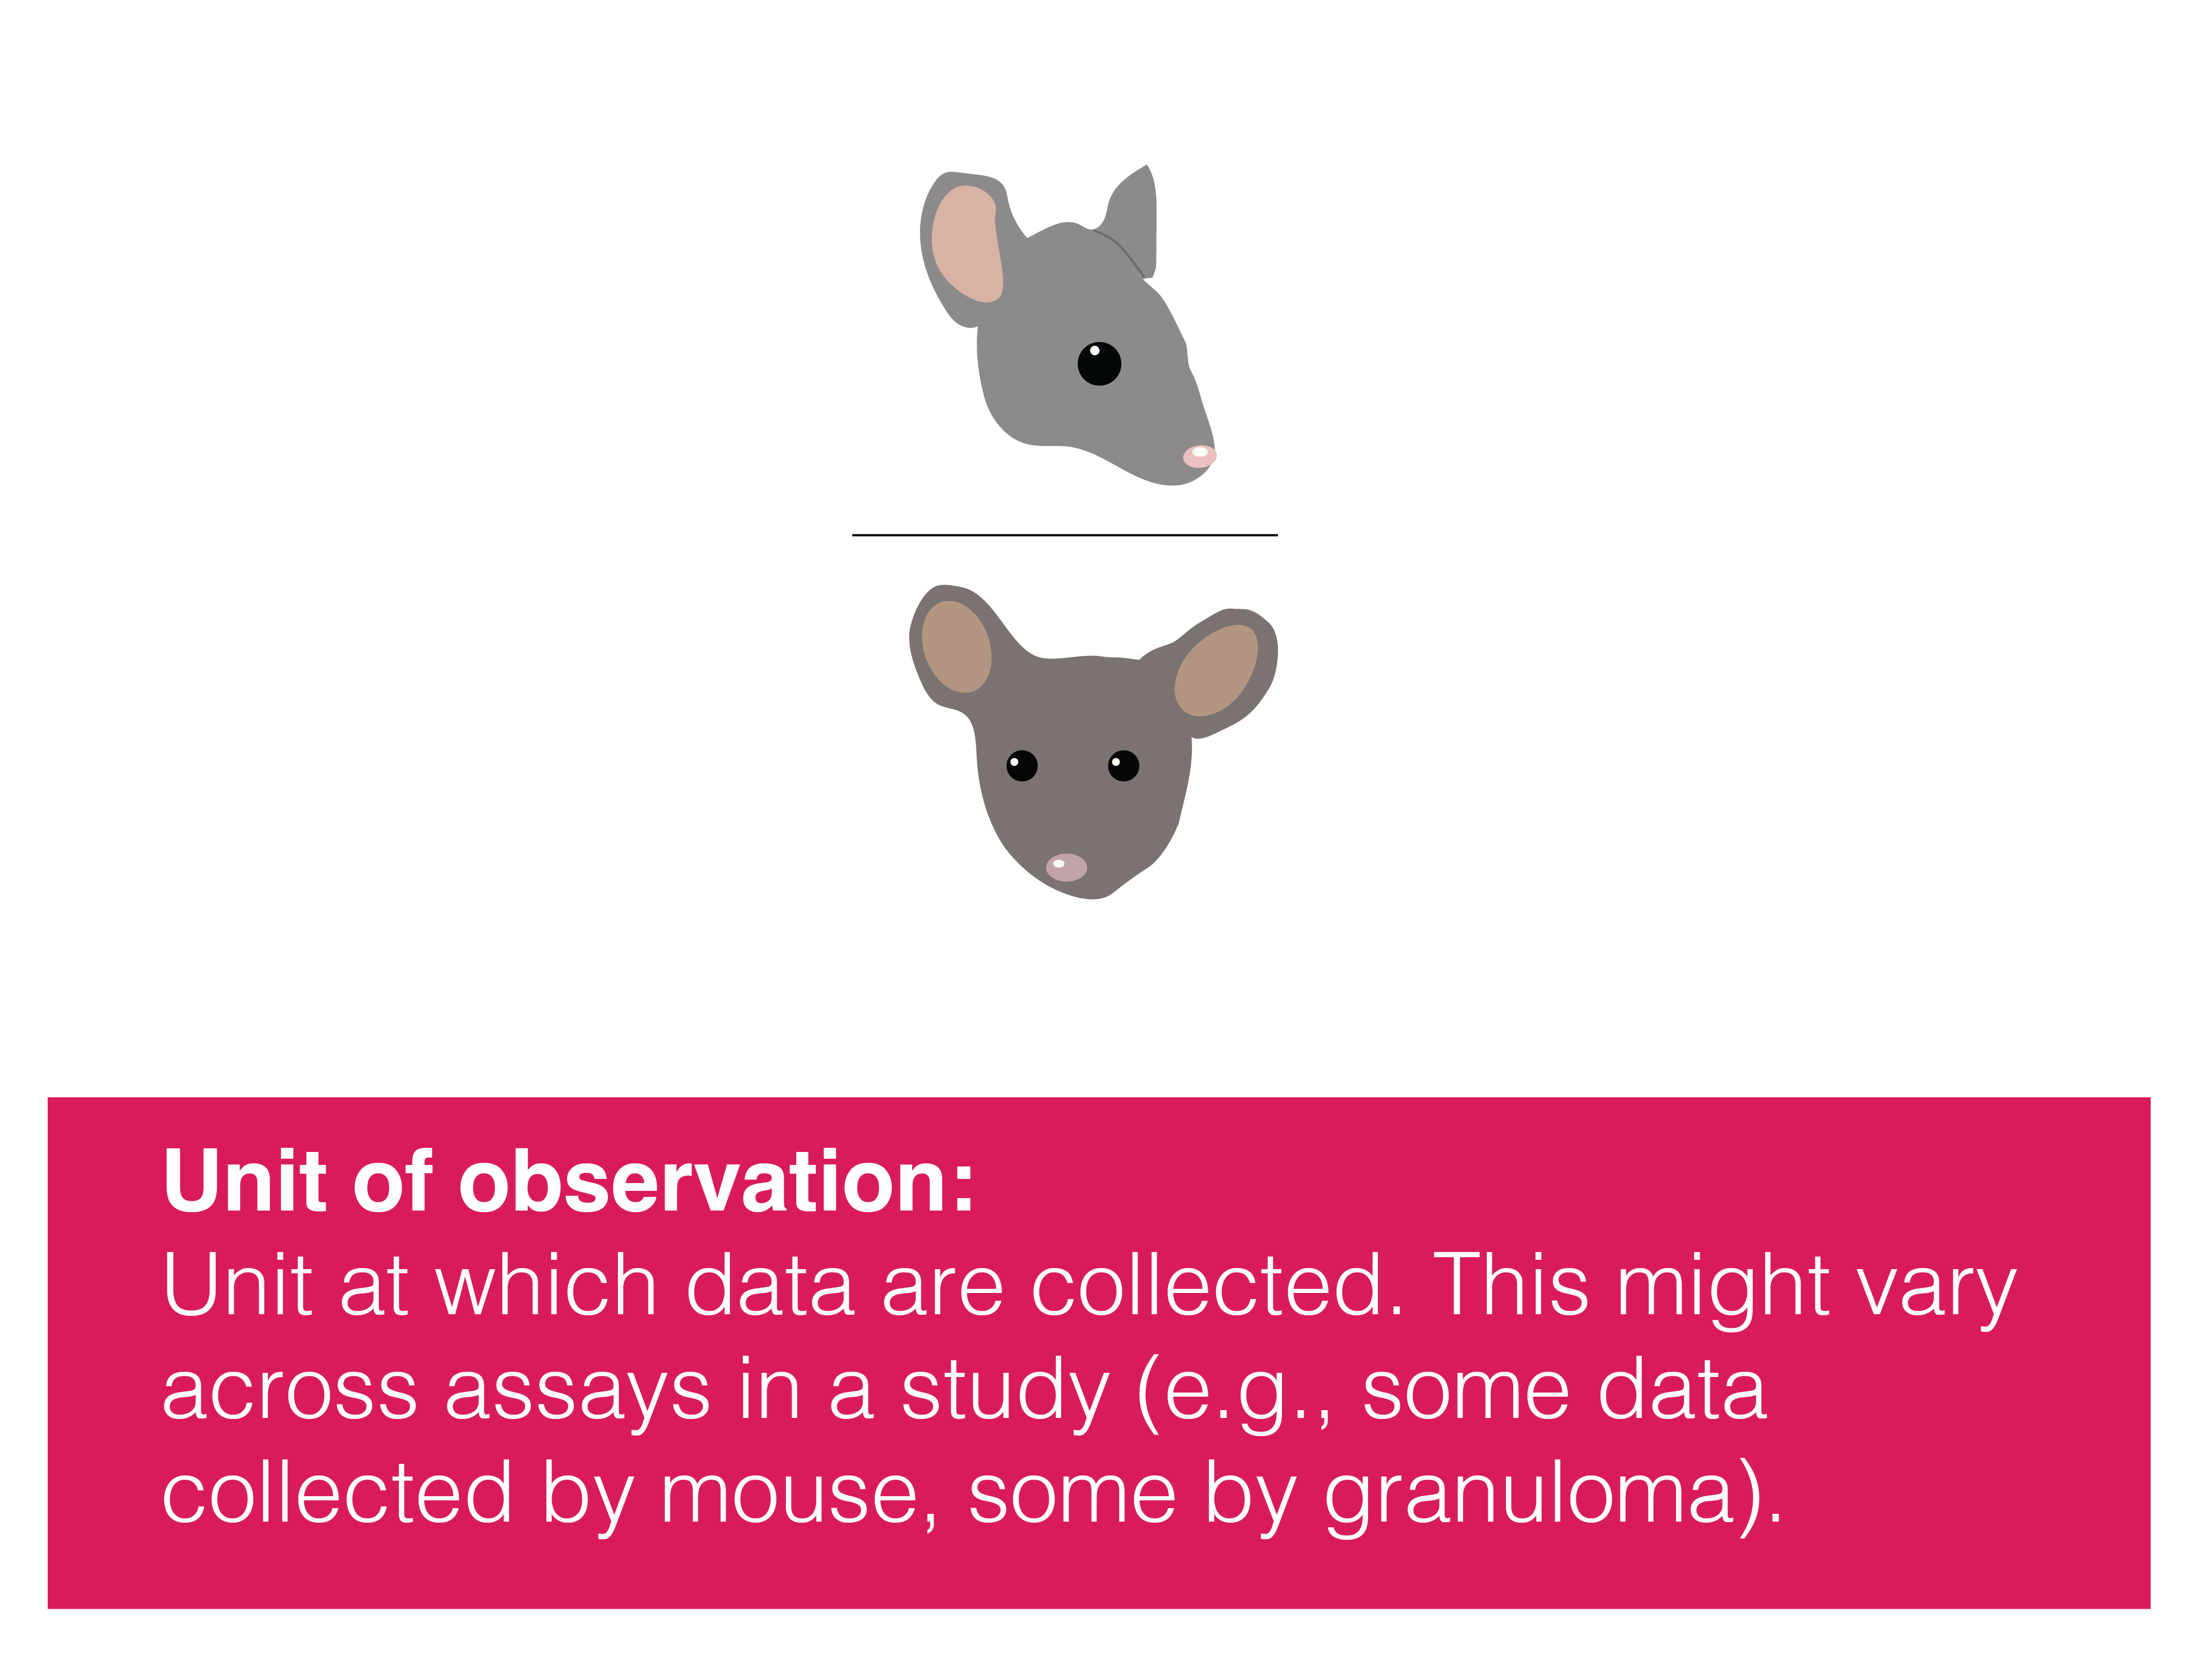 Unit of observation:
Unit at which data are collected. This might vary
across assays in a study (e.g., some data
collected by mouse, some by granuloma).